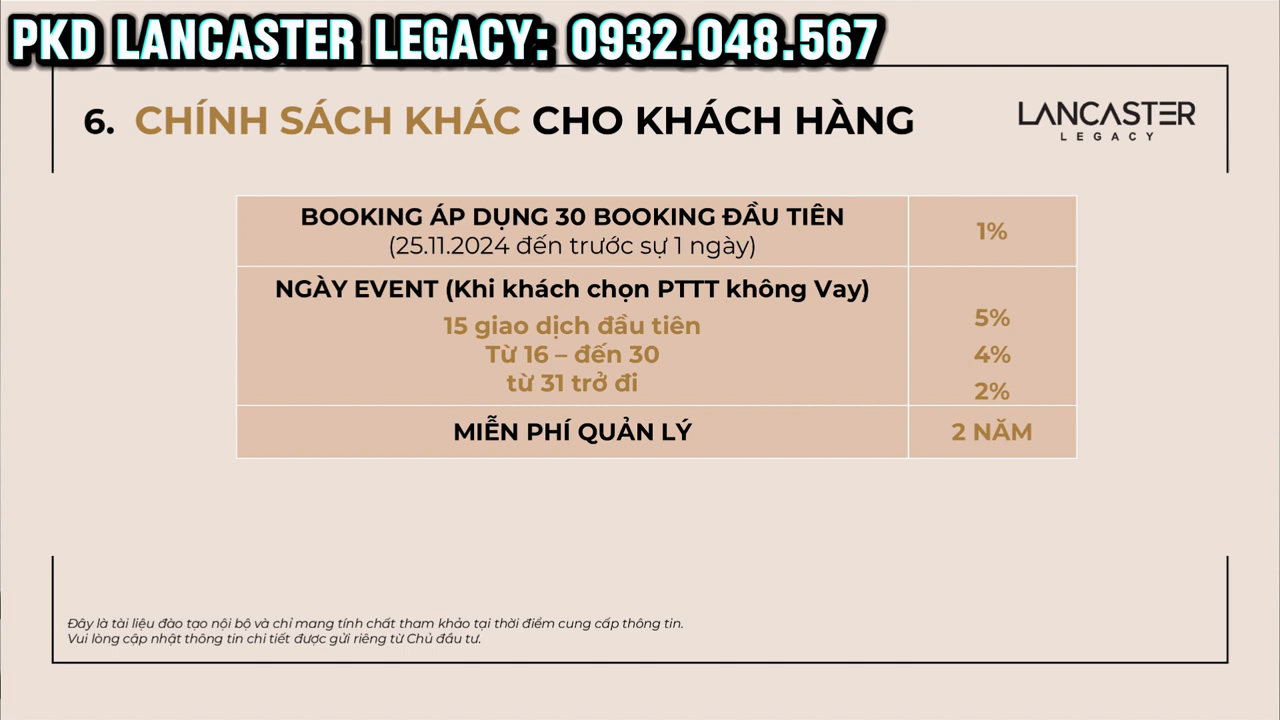 PKD LANCASTER LEGACY: 0932.048.567
6. CHÍNH SÁCH KHÁC CHO KHÁCH HÀNG
LANCASTER
LEGACY
BOOKING ÁP DỤNG 30 BOOKING ĐẦU TIÊN
(25.11.2024 đến trước sự 1 ngày)
1%
NGÀY EVENT (Khi khách chọn PTTT không Vay)
15 giao dịch đầu tiên
5%
Từ 16 – đến 30
4%
từ 31 trở đi
2%
MIỄN PHÍ QUẢN LÝ
2 NĂM
Đây là tài liệu đào tạo nội bộ và chỉ mang tính chất tham khảo tại thời điểm cung cấp thông tin.
Vui lòng cập nhật thông tin chi tiết được gửi riêng từ Chủ đầu tư.